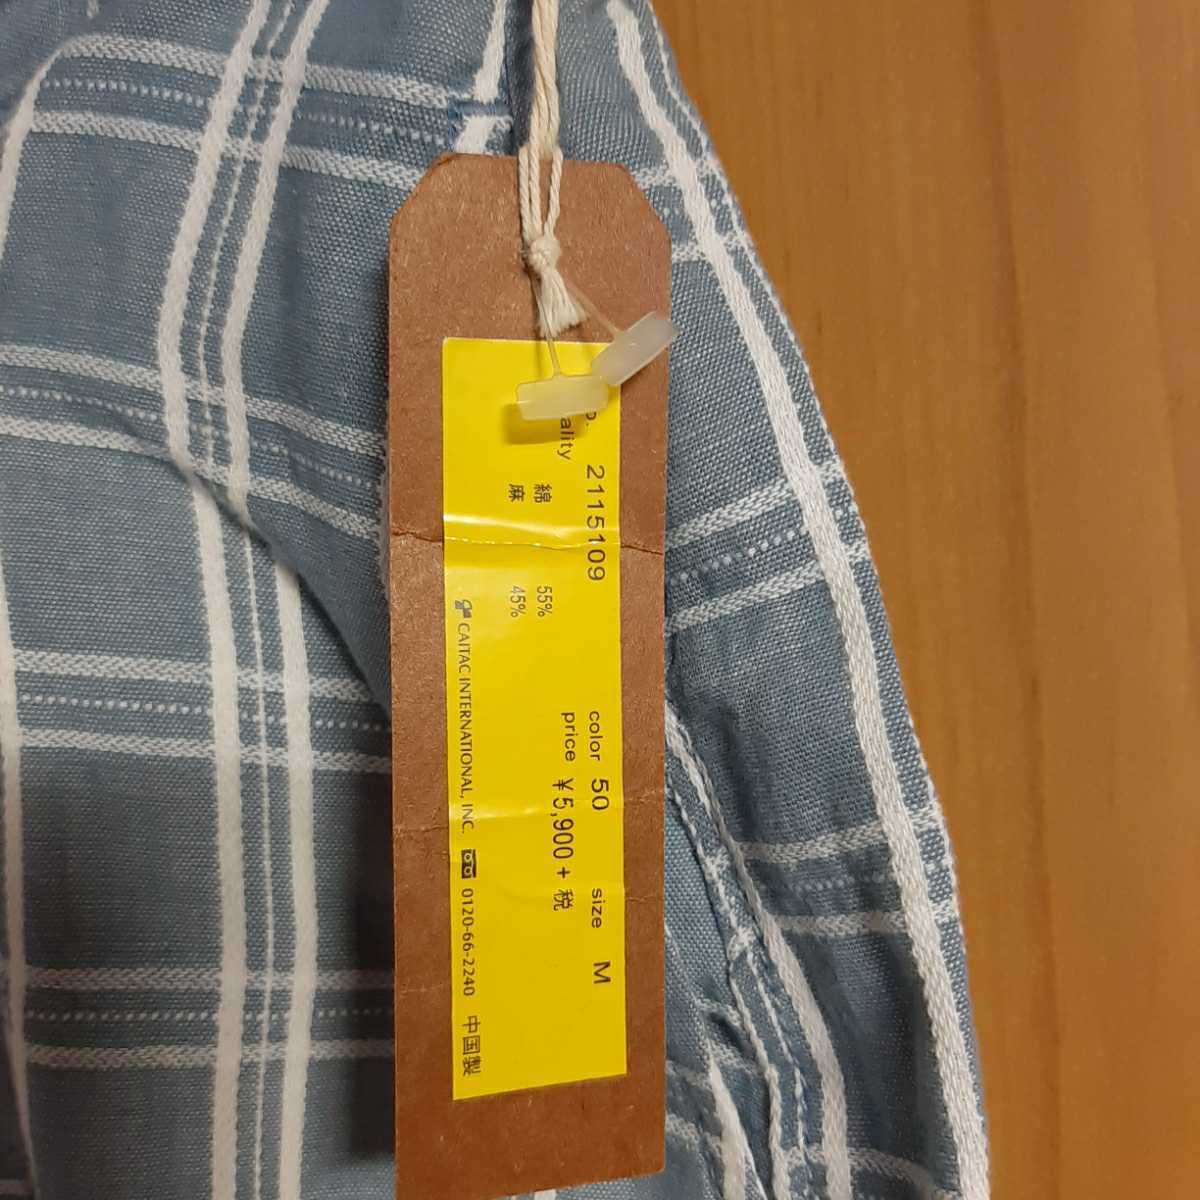 2115109 color 50 size M
price ¥5,900+税
綿 55%
麻 45%
CAITAC INTERNATIONAL, INC. 0120-66-2240 中国製